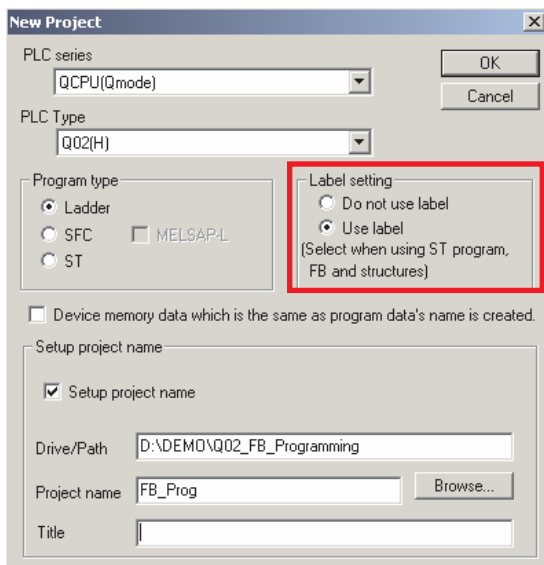 New Project
PLC series
QCPU(Qmode)
OK
Cancel
PLC Type
Q02(H)
Program type
Ladder
SFC MELSAP-L
ST
Label setting
Do not use label
Use label
(Select when using ST program,
FB and structures)
Device memory data which is the same as program data's name is created.
Setup project name
Setup project name
Drive/Path D:\DEMO\Q02_FB_Programming
Project name FB_Prog Browse...
Title